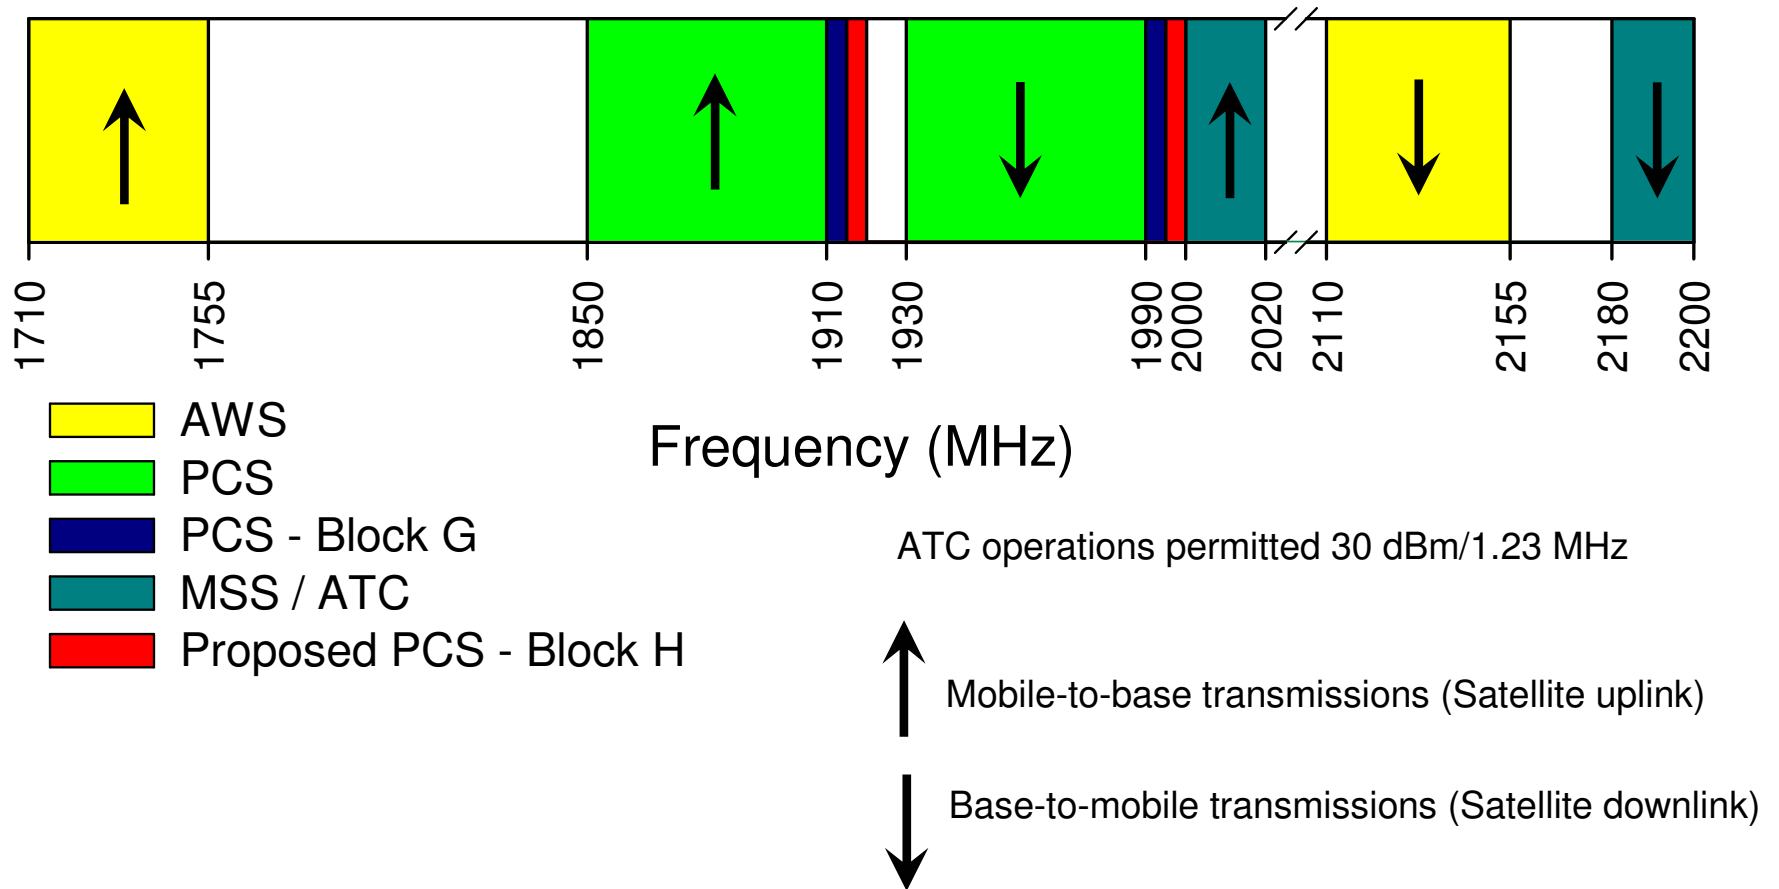 1710
1755
1850
1910
1930
1990
2000
2020
2110
2155
2180
2200
Frequency (MHz)
AWS
PCS
PCS - Block G
MSS / ATC
Proposed PCS - Block H
ATC operations permitted 30 dBm/1.23 MHz
Mobile-to-base transmissions (Satellite uplink)
Base-to-mobile transmissions (Satellite downlink)